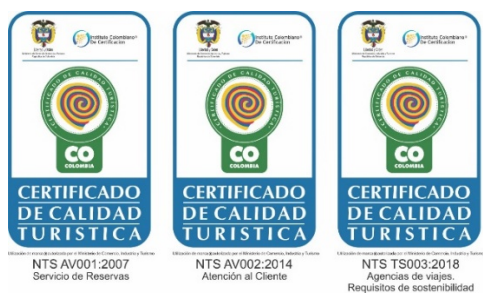 Instituto Colombiano®
De Certificación
CERTIFICADO DE CALIDAD TURISTICA
CO
COLOMBIA
CERTIFICADO
DE CALIDAD
TURISTICA
NTS AV001:2007
Servicio de Reservas
Instituto Colombiano®
De Certificación
CERTIFICADO DE CALIDAD TURISTICA
CO
COLOMBIA
CERTIFICADO
DE CALIDAD
TURISTICA
NTS AV002:2014
Atención al Cliente
Instituto Colombiano®
De Certificación
CERTIFICADO DE CALIDAD TURISTICA
CO
COLOMBIA
CERTIFICADO
DE CALIDAD
TURISTICA
NTS TS003:2018
Agencias de viajes.
Requisitos de sostenibilidad